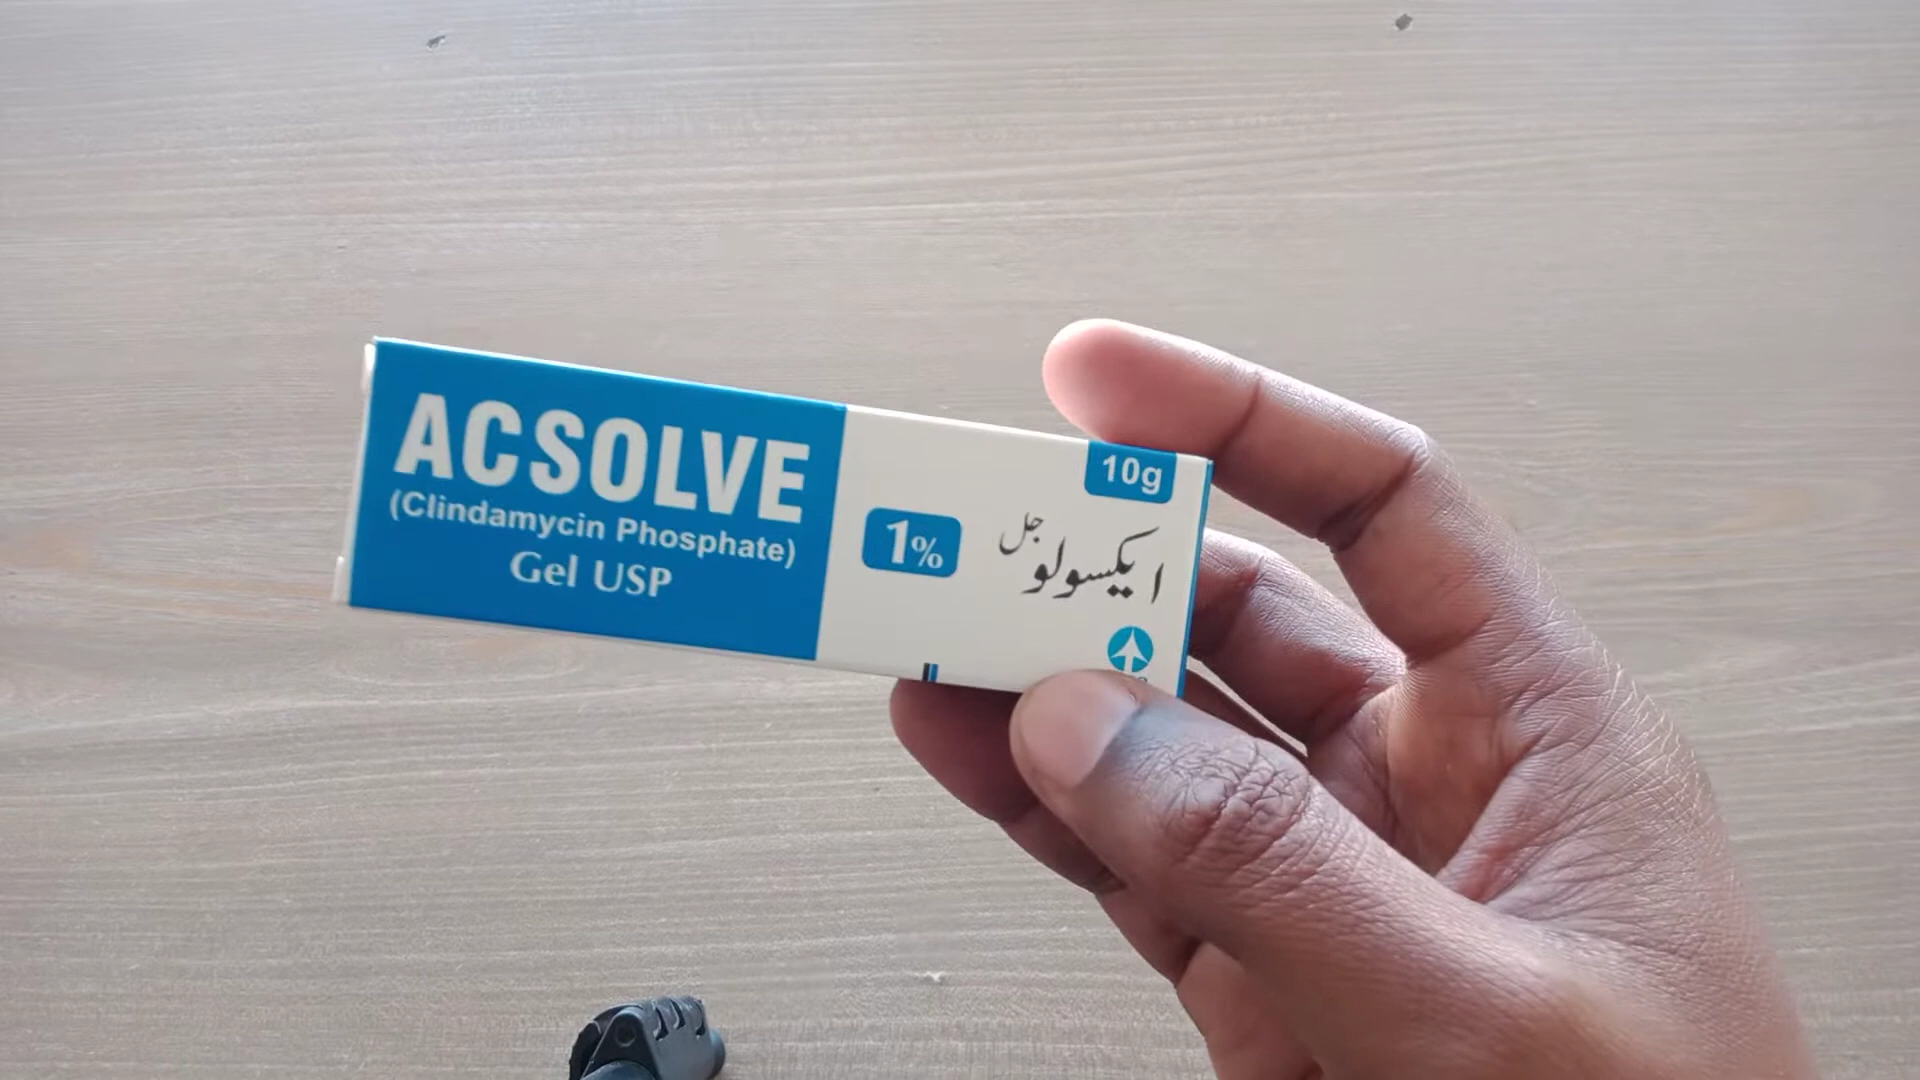 ACSOLVE
(Clindamycin Phosphate)
Gel USP
1%
10g
ایکسولو جل